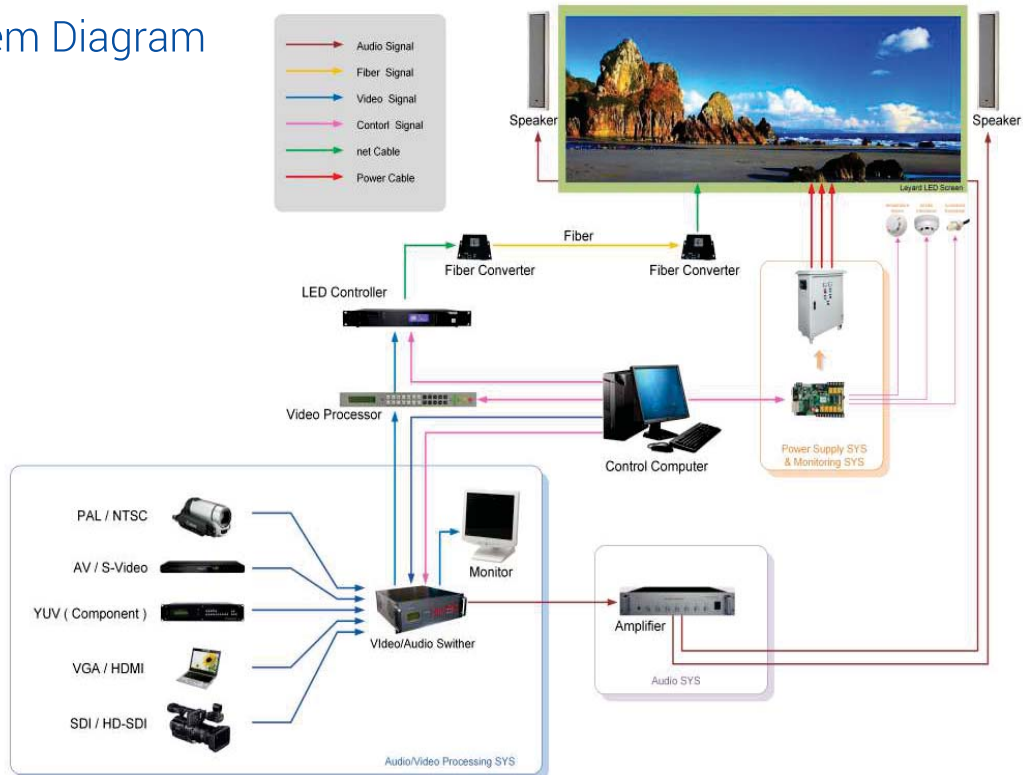 em Diagram
Audio Signal
Fiber Signal
Video Signal
Contorl Signal
net Cable
Power Cable
Speaker
Speaker
Leyard LED Screen
Fiber
Fiber Converter
Fiber Converter
LED Controller
Video Processor
Control Computer
Power Supply SYS
& Monitoring SYS
PAL / NTSC
AV / S-Video
YUV ( Component )
VGA / HDMI
SDI / HD-SDI
Monitor
VIdeo/Audio Swither
Amplifier
Audio SYS
Audio/Video Processing SYS